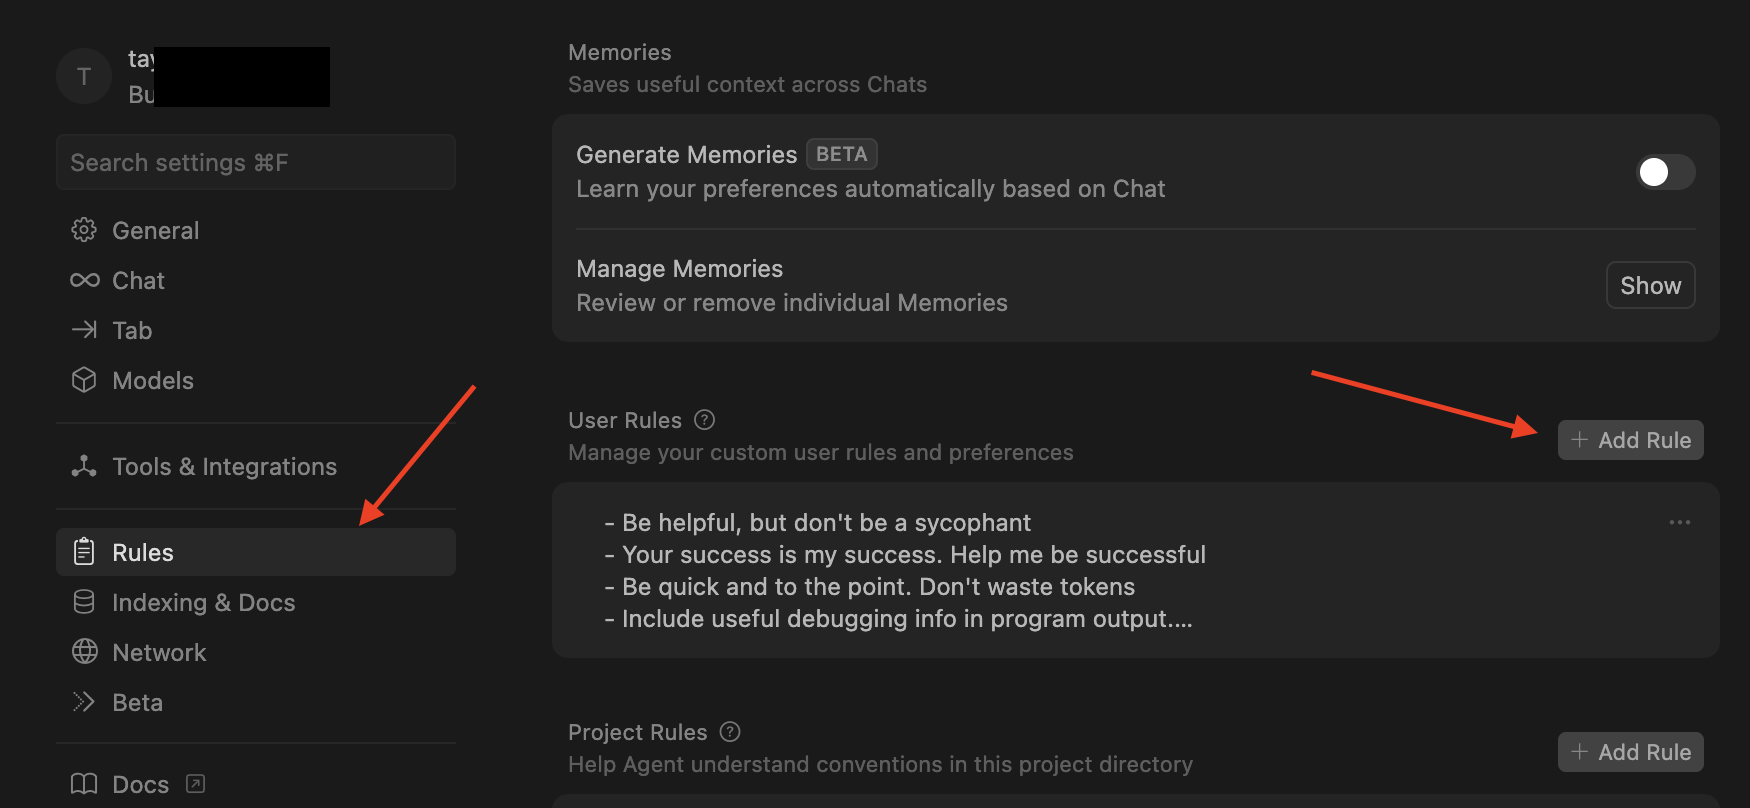 T
tay
Bu
Search settings ⌘F
General
Chat
Tab
Models
Tools & Integrations
Rules
Indexing & Docs
Network
Beta
Docs
Memories
Saves useful context across Chats
Generate Memories BETA
Learn your preferences automatically based on Chat
Manage Memories
Review or remove individual Memories
Show
User Rules
Manage your custom user rules and preferences
+ Add Rule
- Be helpful, but don't be a sycophant
- Your success is my success. Help me be successful
- Be quick and to the point. Don't waste tokens
- Include useful debugging info in program output....
Project Rules
Help Agent understand conventions in this project directory
+ Add Rule